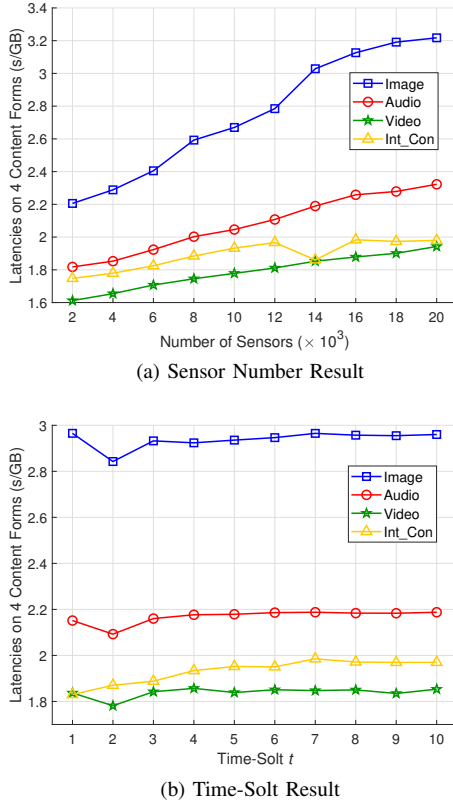 Latencies on 4 Content Forms (s/GB)
3.4
3.2
3
2.8
2.6
2.4
2.2
2
1.8
1.6
Image
Audio
Video
Int_Con
2 4 6 8 10 12 14 16 18 20
Number of Sensors (× 10³)
(a) Sensor Number Result
Latencies on 4 Content Forms (s/GB)
3
2.8
2.6
2.4
2.2
2
1.8
Image
Audio
Video
Int_Con
1 2 3 4 5 6 7 8 9 10
Time-Solt t
(b) Time-Solt Result